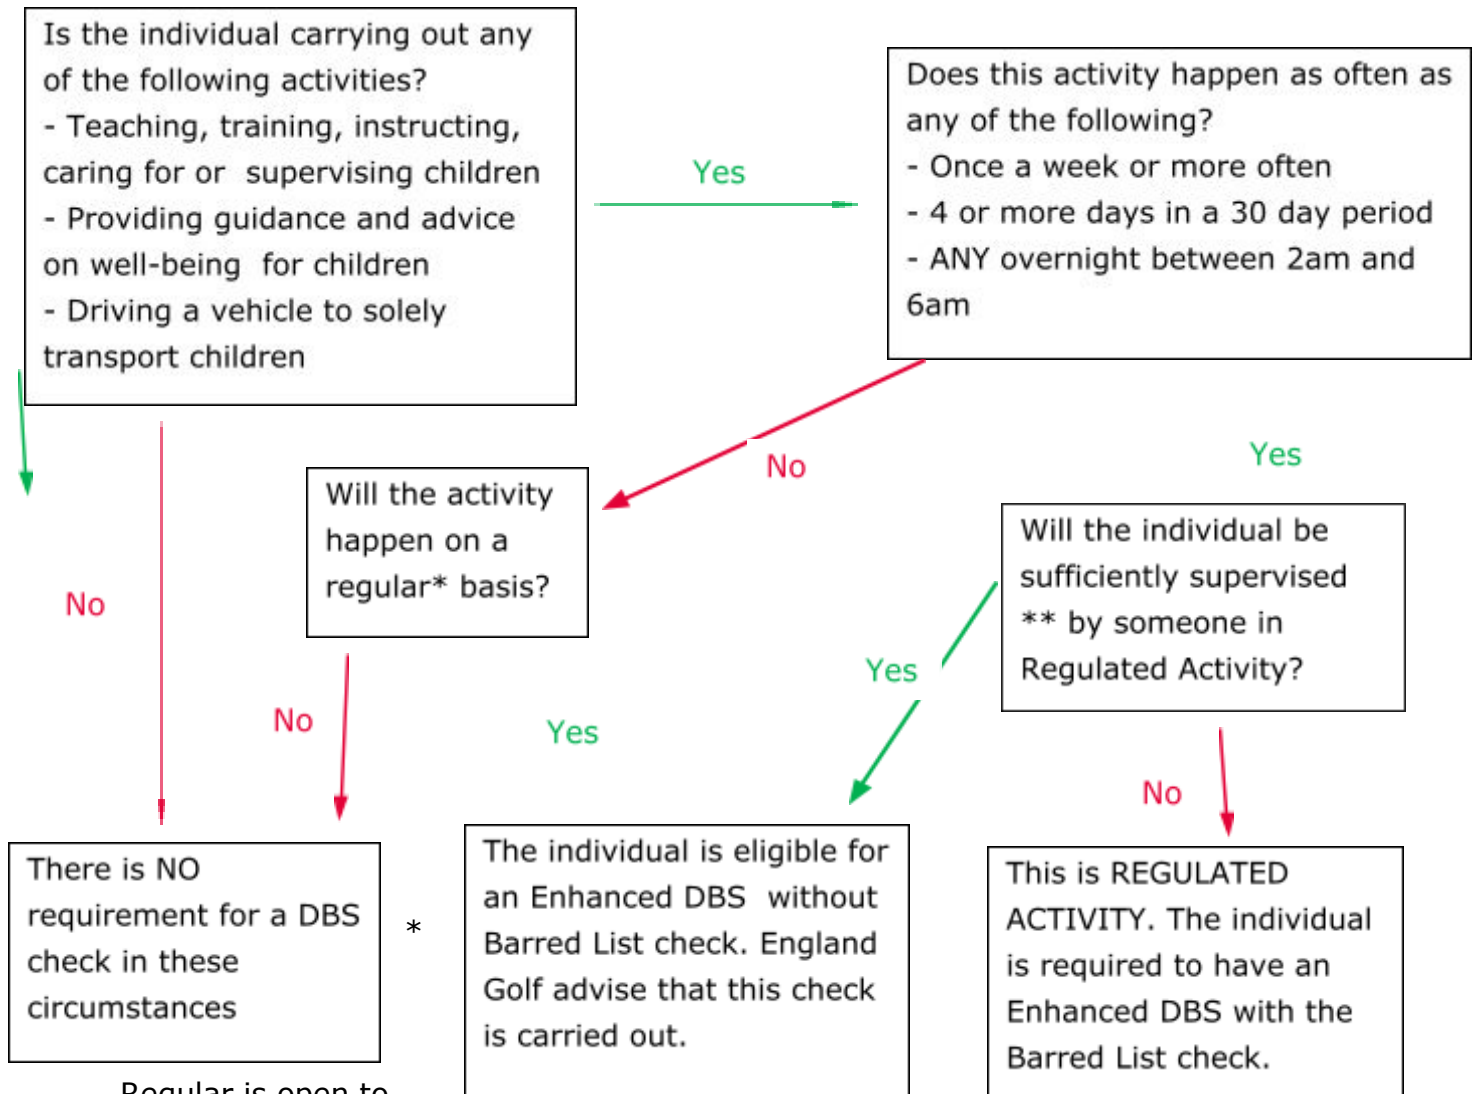 Is the individual carrying out any
of the following activities?
- Teaching, training, instructing,
caring for or  supervising children
- Providing guidance and advice
on well-being  for children
- Driving a vehicle to solely
transport children
Yes
Does this activity happen as often as
any of the following?
- Once a week or more often
- 4 or more days in a 30 day period
- ANY overnight between 2am and
6am
No
Yes
Will the activity
happen on a
regular* basis?
Will the individual be
sufficiently supervised
** by someone in
Regulated Activity?
No
No
Yes
Yes
No
There is NO
requirement for a DBS
check in these
circumstances
*
The individual is eligible for
an Enhanced DBS  without
Barred List check. England
Golf advise that this check
is carried out.
This is REGULATED
ACTIVITY. The individual
is required to have an
Enhanced DBS with the
Barred List check.
Regular is open to